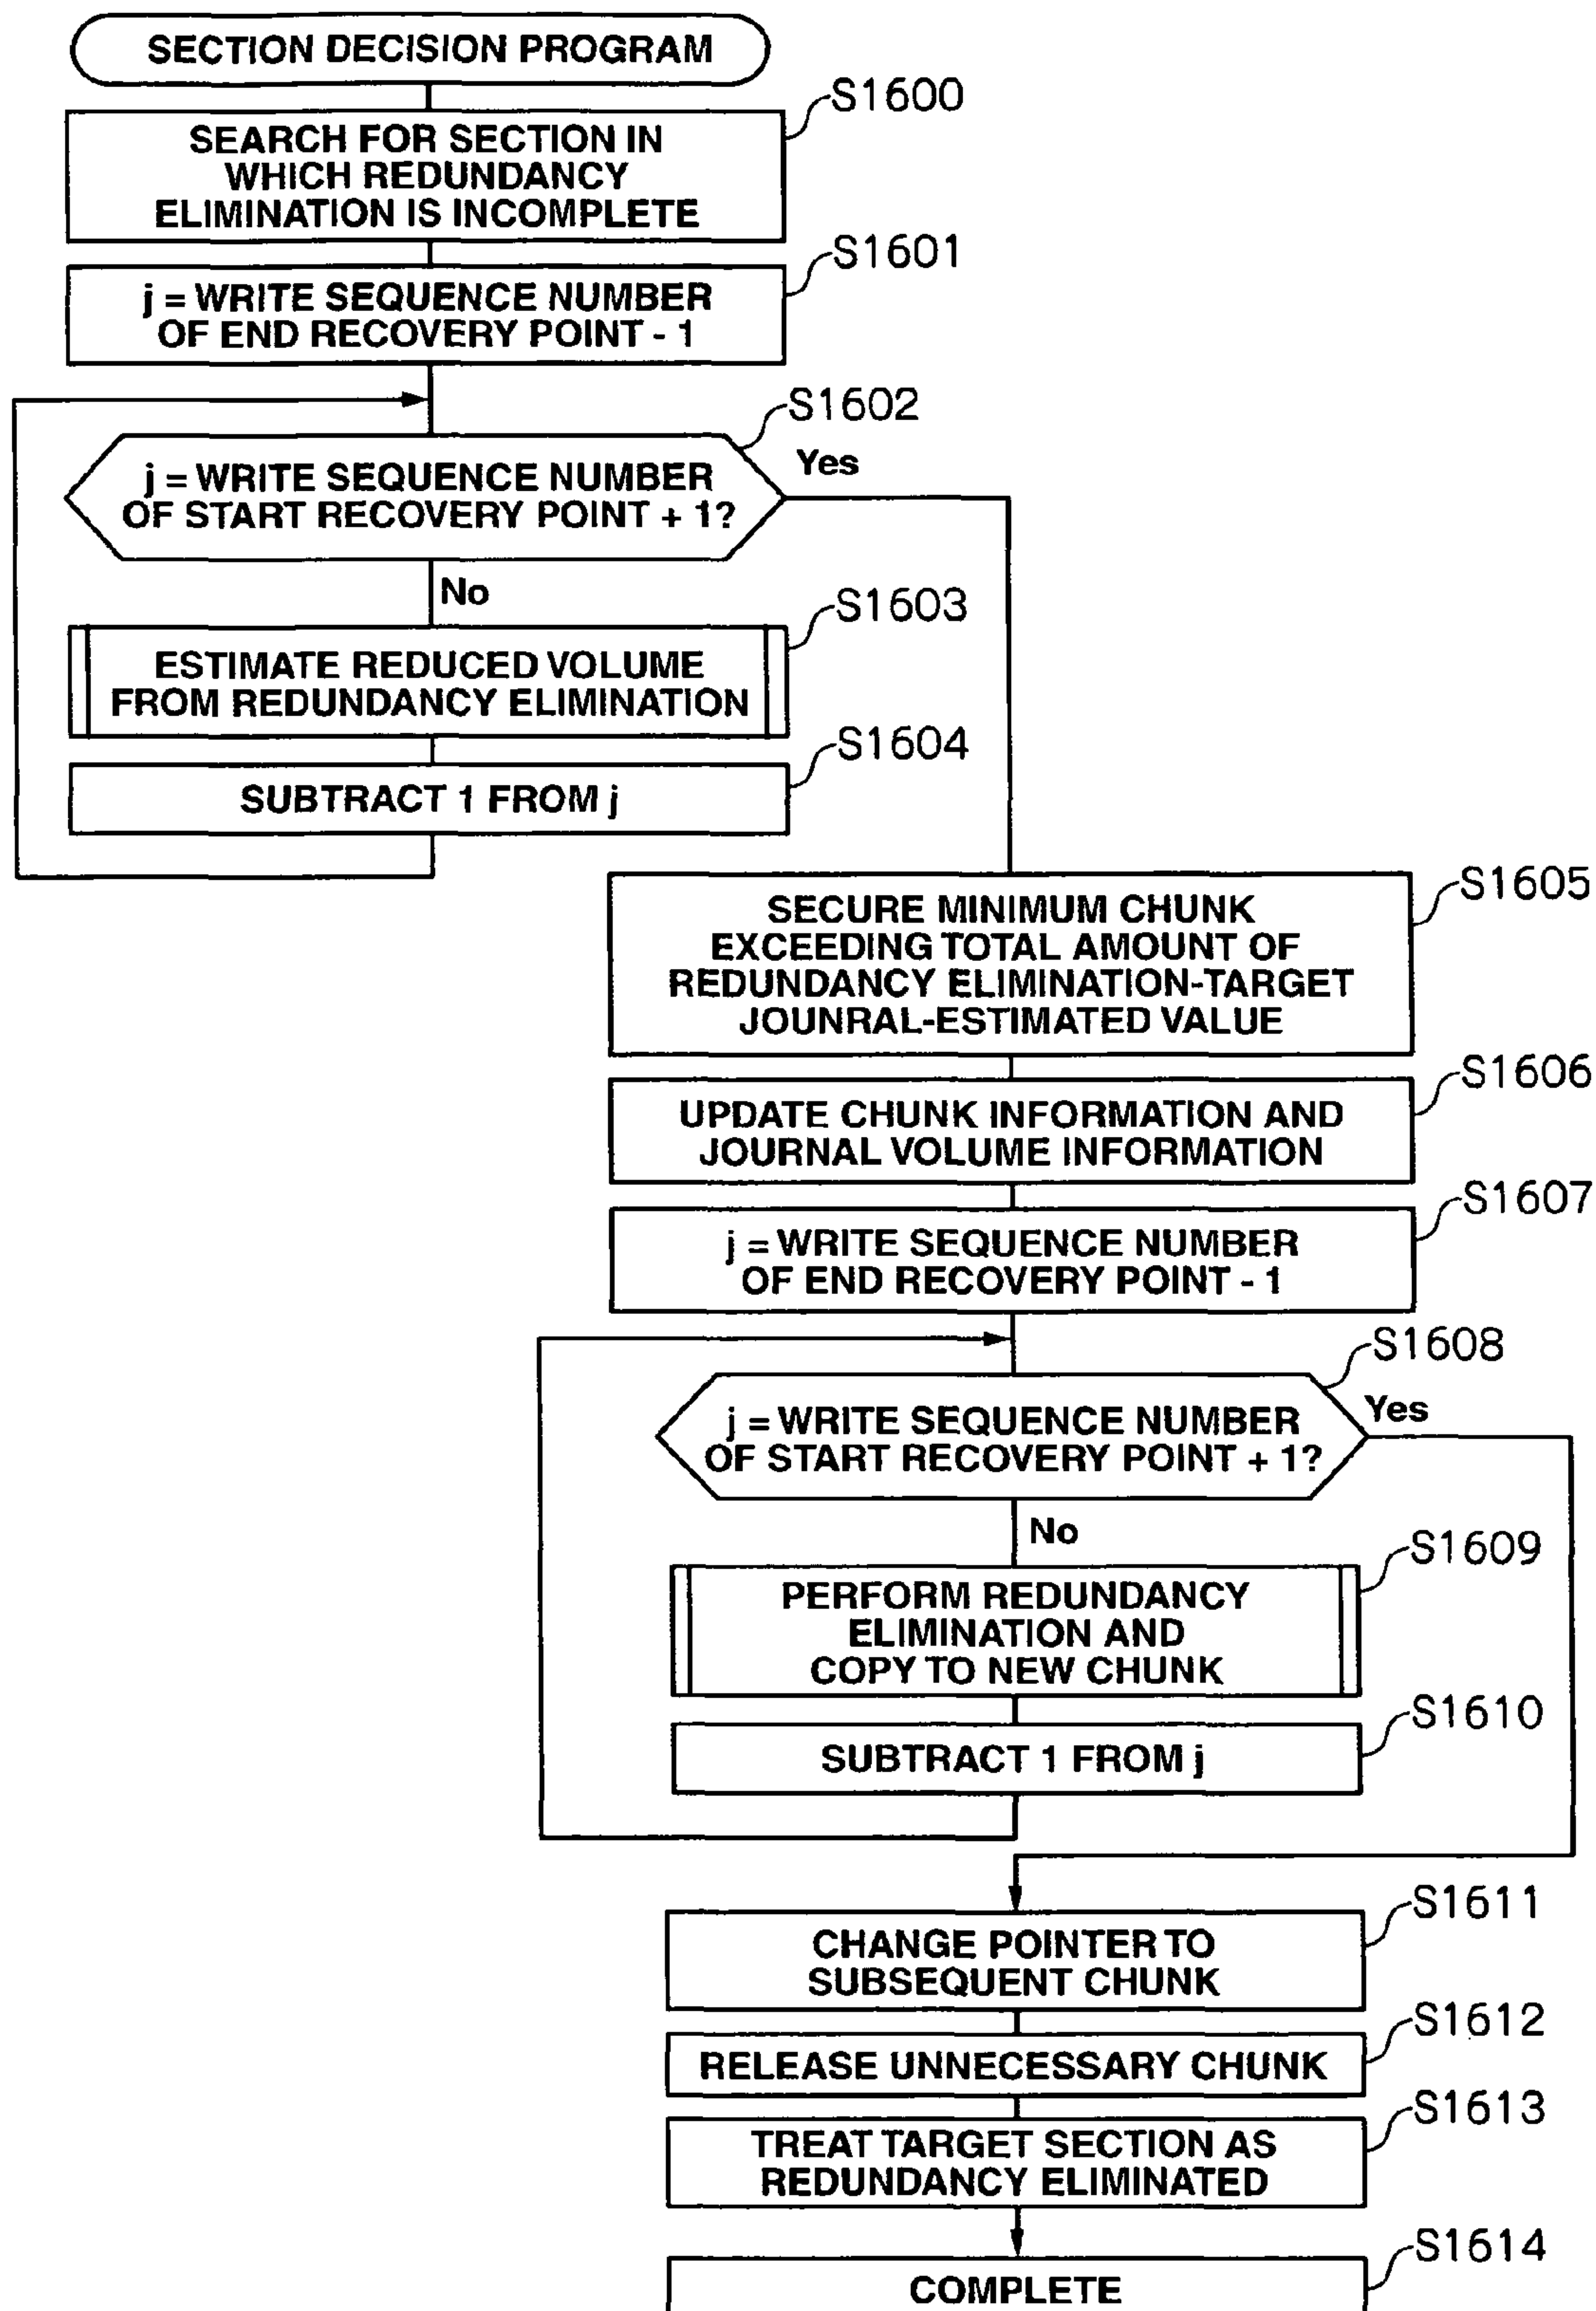 SECTION DECISION PROGRAM
S1600
SEARCH FOR SECTION IN
WHICH REDUNDANCY
ELIMINATION IS INCOMPLETE
S1601
j = WRITE SEQUENCE NUMBER
OF END RECOVERY POINT - 1
S1602
j = WRITE SEQUENCE NUMBER
OF START RECOVERY POINT + 1?
Yes
No
S1603
ESTIMATE REDUCED VOLUME
FROM REDUNDANCY ELIMINATION
S1604
SUBTRACT 1 FROM j
S1605
SECURE MINIMUM CHUNK
EXCEEDING TOTAL AMOUNT OF
REDUNDANCY ELIMINATION-TARGET
JOUNRAL-ESTIMATED VALUE
S1606
UPDATE CHUNK INFORMATION AND
JOURNAL VOLUME INFORMATION
S1607
j = WRITE SEQUENCE NUMBER
OF END RECOVERY POINT - 1
S1608
j = WRITE SEQUENCE NUMBER
OF START RECOVERY POINT + 1?
Yes
No
S1609
PERFORM REDUNDANCY
ELIMINATION AND
COPY TO NEW CHUNK
S1610
SUBTRACT 1 FROM j
S1611
CHANGE POINTER TO
SUBSEQUENT CHUNK
S1612
RELEASE UNNECESSARY CHUNK
S1613
TREAT TARGET SECTION AS
REDUNDANCY ELIMINATED
S1614
COMPLETE